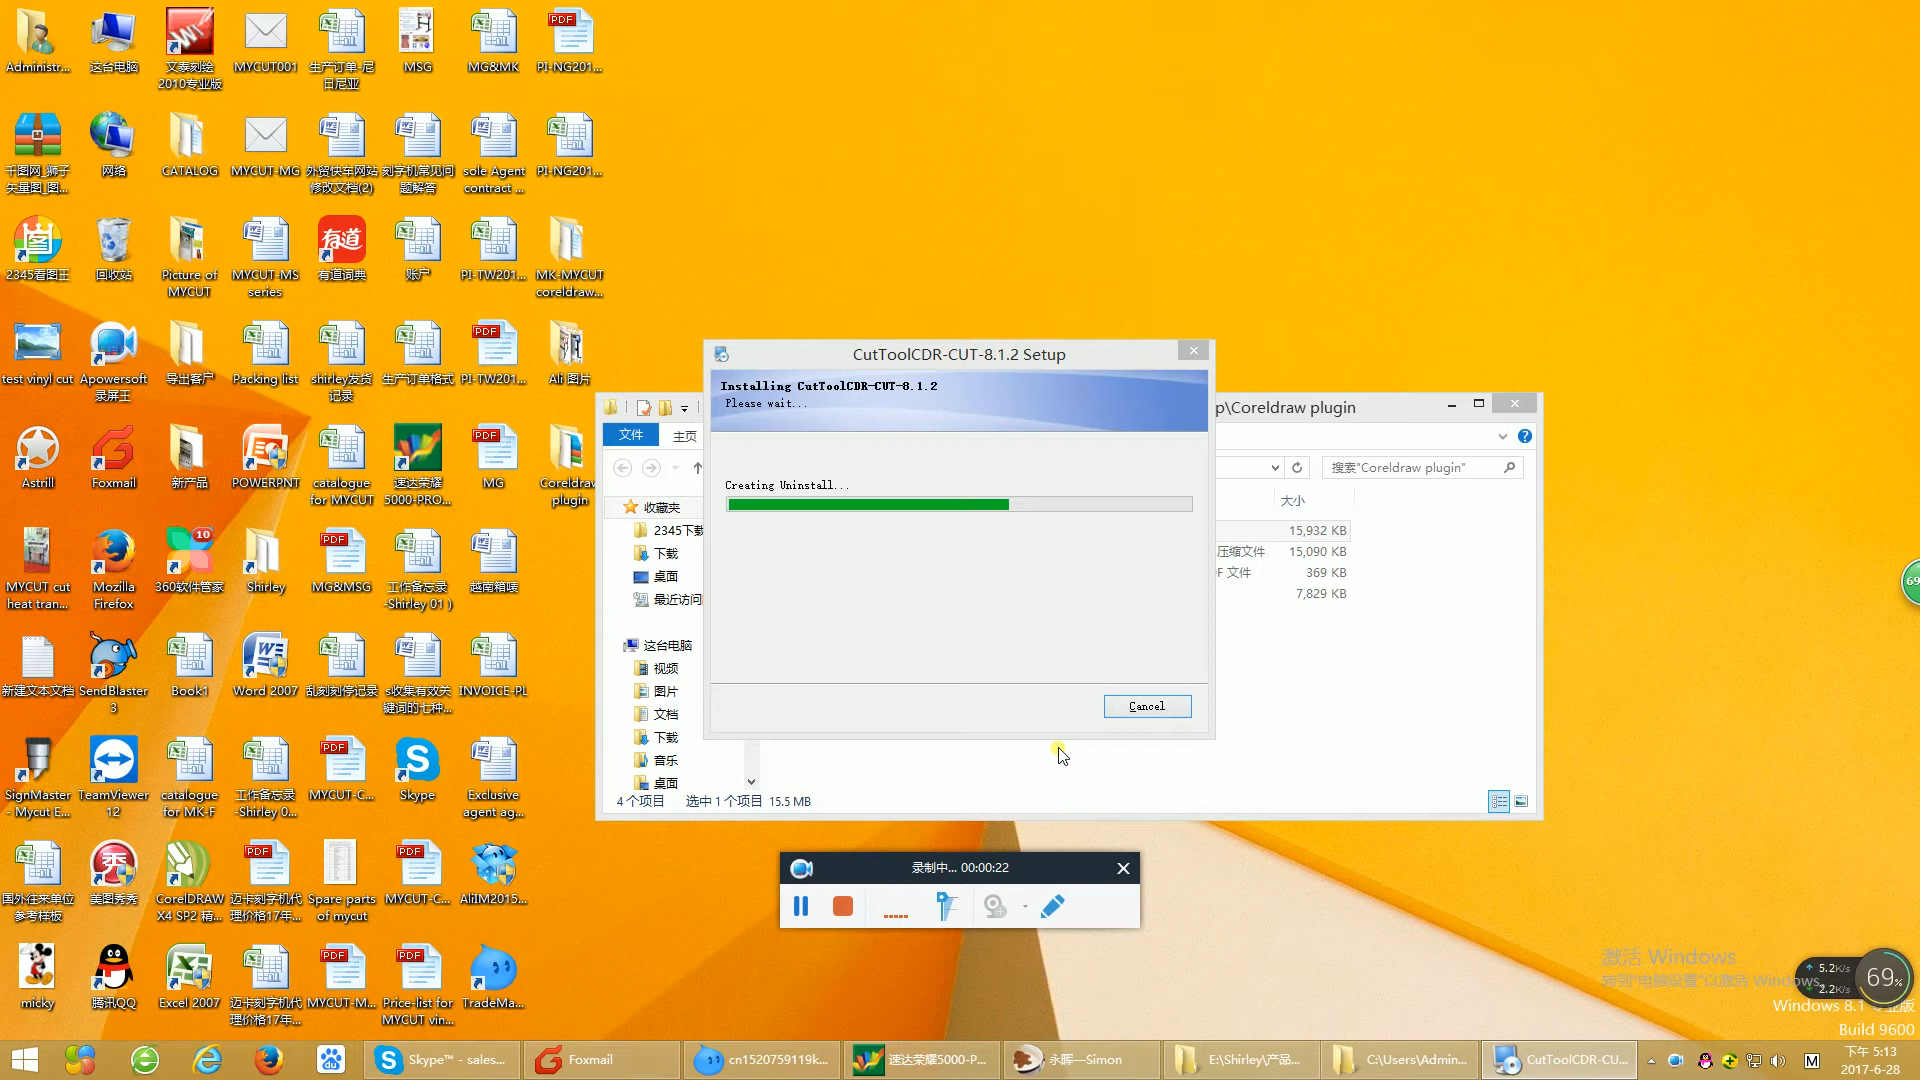 Administr...
这台电脑
文泰刻绘
2010专业版
MYCUT001
生产订单-尼
日尼亚
MSG
MG&MK
PI-NG201...
千图网_狮子
矢量图_图...
网络
CATALOG
MYCUT-MG
外贸快车网站
修改文档(2)
刻字机常见问
题解答
sole Agent
contract ...
PI-NG201...
2345看图王
回收站
Picture of
MYCUT
MYCUT-MS
series
有道词典
账户
PI-TW201...
MK-MYCUT
coreldraw...
test vinyl cut
Apowersoft
录屏王
导出客户
Packing list
shirley发货
记录
生产订单格式
PI-TW201...
Ali 图片
Astrill
Foxmail
新产品
POWERPNT
catalogue
for MYCUT
速达荣耀
5000-PRO...
MG
Coreldraw
plugin
MYCUT cut
heat tran...
Mozilla
Firefox
10
360软件管家
Shirley
MG&MSG
工作备忘录
-Shirley 01 )
越南箱唛
新建文本文档
SendBlaster
3
Book1
Word 2007
乱刻刻停记录
s收集有效关
键词的七种...
INVOICE-PL
SignMaster
- Mycut E...
TeamViewer
12
catalogue
for MK-F
工作备忘录
-Shirley 0...
MYCUT-C...
Skype
Exclusive
agent ag...
国外往来单位
参考样板
美图秀秀
CorelDRAW
X4 SP2 精...
迈卡刻字机代
理价格17年...
Spare parts
of mycut
MYCUT-C...
AliIM2015...
micky
腾讯QQ
Excel 2007
迈卡刻字机代
理价格17年...
MYCUT-M...
Price-list for
MYCUT vin...
TradeMa...
CutToolCDR-CUT-8.1.2 Setup
Installing CutToolCDR-CUT-8.1.2
Please wait...
Creating Uninstall...
Cancel
p\Coreldraw plugin
文件
主页
搜索"Coreldraw plugin"
收藏夹
2345下载
下载
桌面
最近访问
这台电脑
视频
图片
文档
下载
音乐
桌面
大小
15,932 KB
压缩文件 15,090 KB
F 文件 369 KB
7,829 KB
4 个项目 选中 1 个项目 15.5 MB
录制中... 00:00:22
69
激活 Windows
转到"电脑设置"以激活 Windows。
5.2K/s
2.2K/s
69%
Windows 8.1 专业版
Build 9600
Skype™ - sales...
Foxmail
cn1520759119k...
速达荣耀5000-P...
永晖—Simon
E:\Shirley\产品...
C:\Users\Admin...
CutToolCDR-CU...
M
下午 5:13
2017-6-28